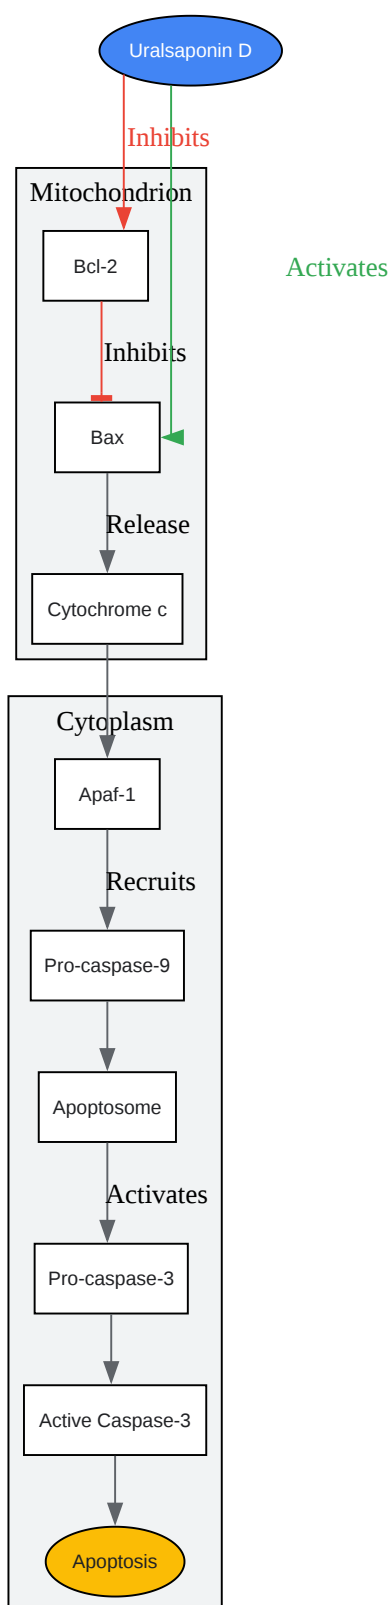 Uralsaponin D
Inhibits
Mitochondrion
Bcl-2
Activates
Inhibits
Bax
Release
Cytochrome c
Cytoplasm
Apaf-1
Recruits
Pro-caspase-9
Apoptosome
Activates
Pro-caspase-3
Active Caspase-3
Apoptosis